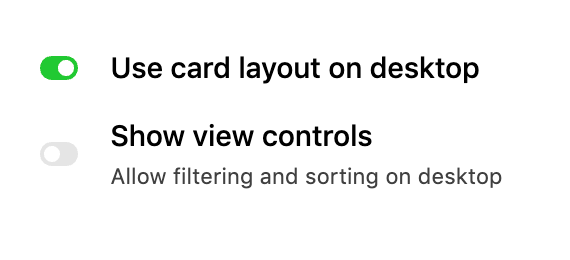 Use card layout on desktop
Show view controls
Allow filtering and sorting on desktop